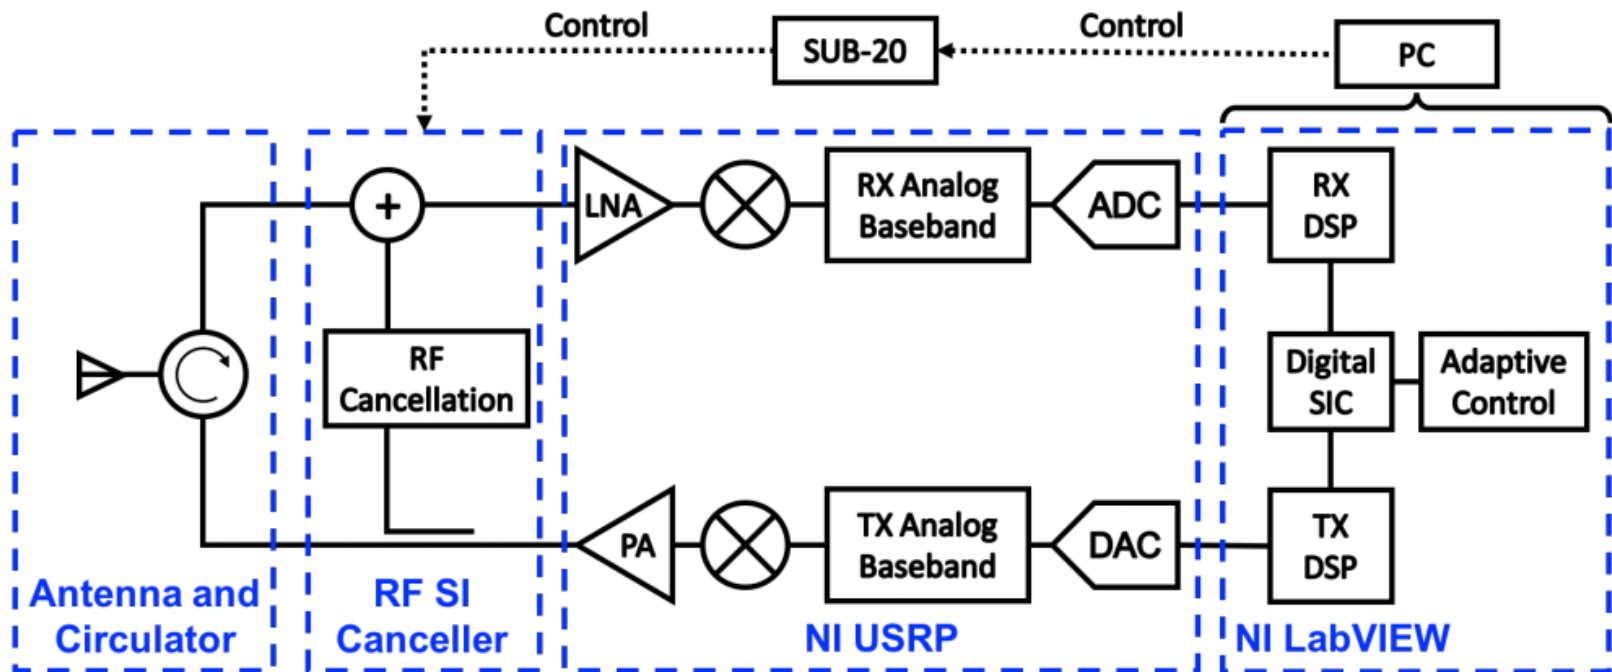 Control
SUB-20
Control
PC
+
LNA
RX Analog
Baseband
ADC
RX
DSP
RF
Cancellation
Digital
SIC
Adaptive
Control
PA
TX Analog
Baseband
DAC
TX
DSP
Antenna and
Circulator
RF SI
Canceller
NI USRP
NI LabVIEW